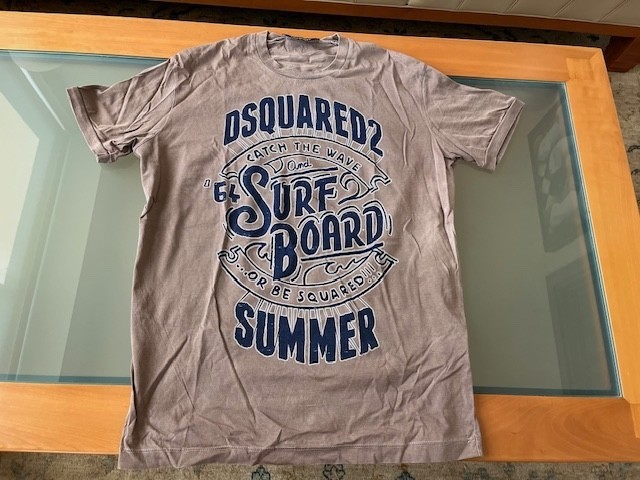 DSQUARED2
CATCH THE WAVE
and
'64 SURF
BOARD
...OR BE SQUARED!!!!
SUMMER